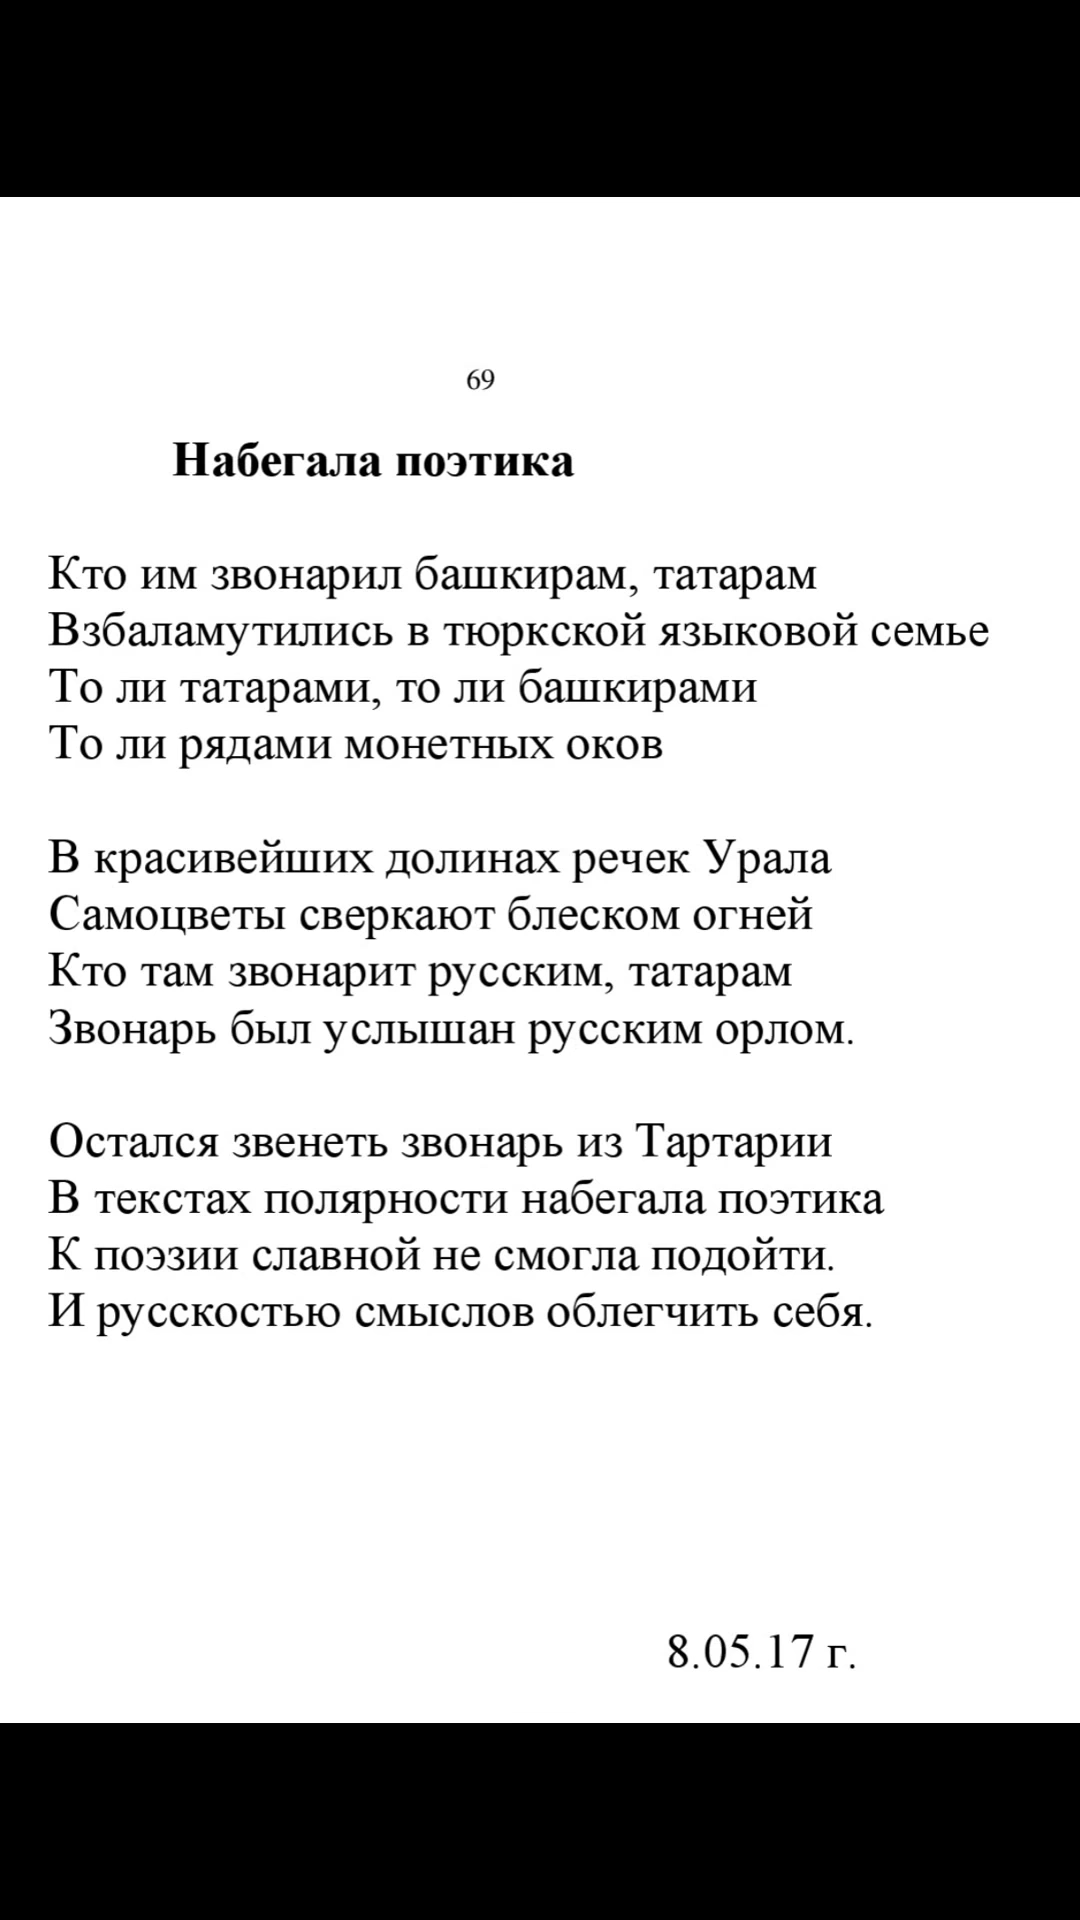 69
Набегала поэтика
Кто им звонарил башкирам, татарам
Взбаламутились в тюркской языковой семье
То ли татарами, то ли башкирами
То ли рядами монетных оков
В красивейших долинах речек Урала
Самоцветы сверкают блеском огней
Кто там звонарит русским, татарам
Звонарь был услышан русским орлом.
Остался звенеть звонарь из Тартарии
В текстах полярности набегала поэтика
К поэзии славной не смогла подойти.
И русскостью смыслов облегчить себя.
8.05.17 г.